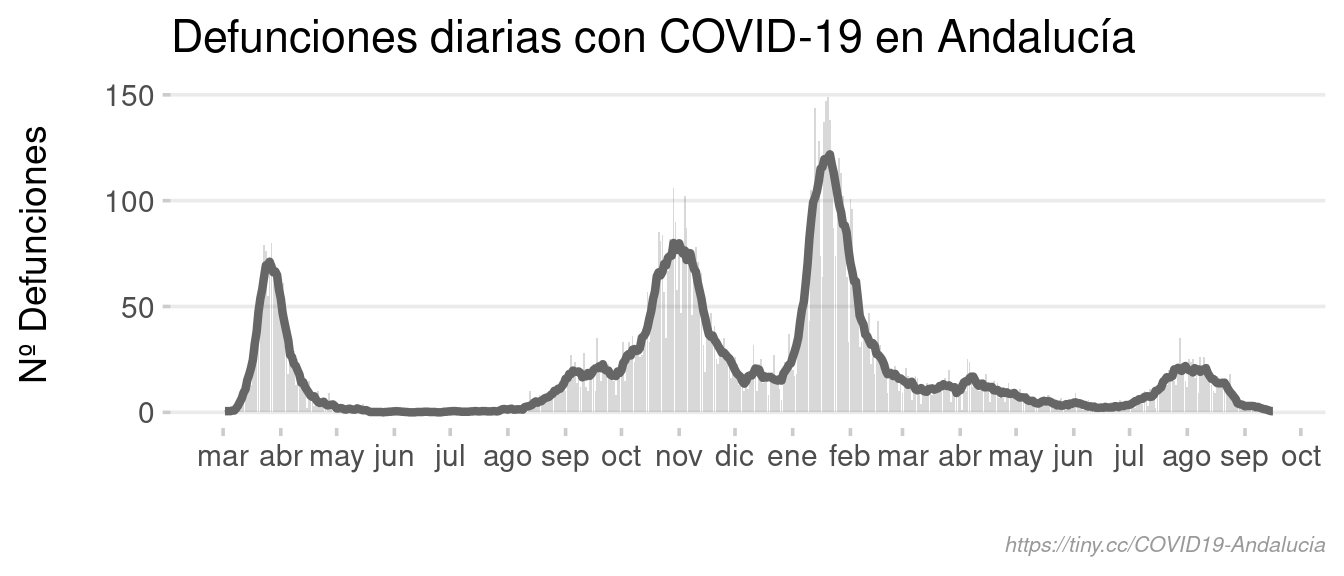 Defunciones diarias con COVID-19 en Andalucía
Nº Defunciones
150
100
50
0
mar abr may jun jul ago sep oct nov dic ene feb mar abr may jun jul ago sep oct
https://tiny.cc/COVID19-Andalucia